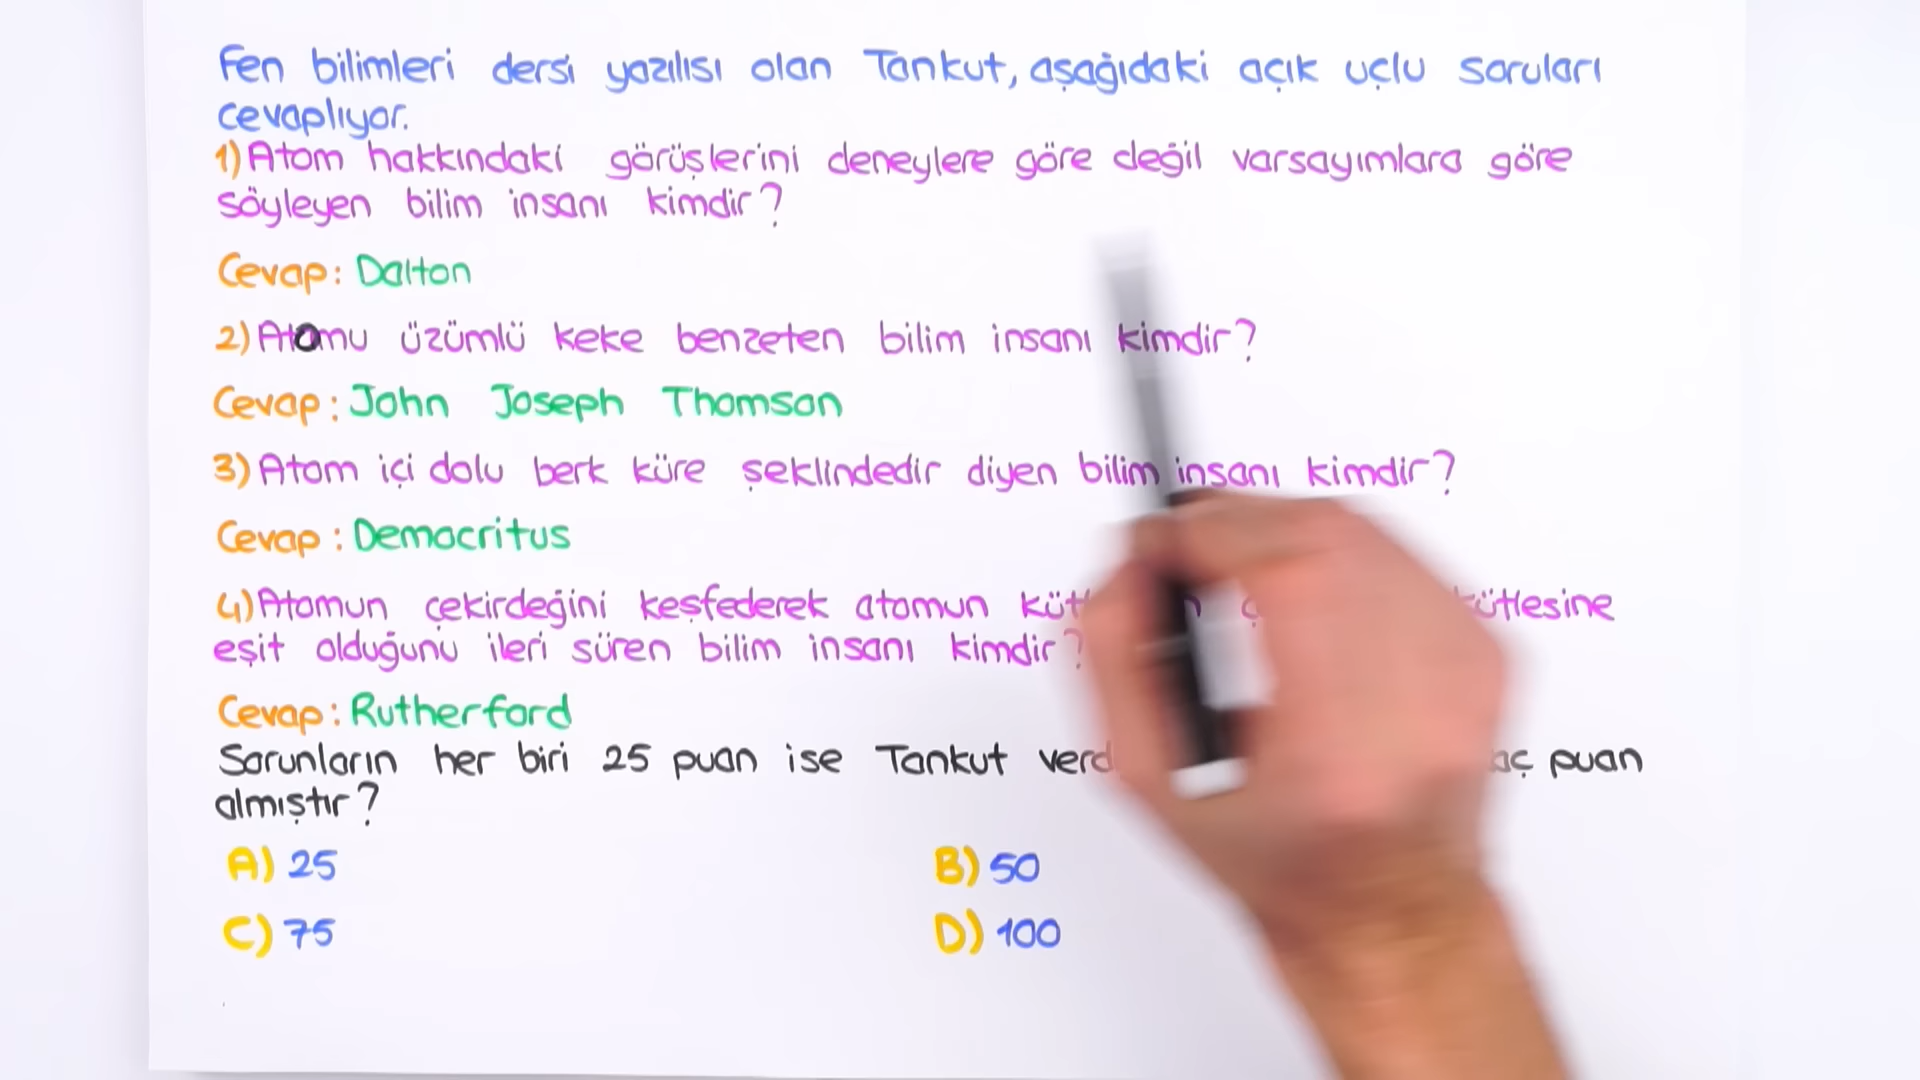 Fen bilimleri dersi yazılısı olan Tankut, aşağıdaki açık uçlu soruları
cevaplıyor.
1) Atom hakkındaki görüşlerini deneylere göre değil varsayımlara göre
söyleyen bilim insanı kimdir?
Cevap: Dalton
2) Atomu üzümlü keke benzeten bilim insanı kimdir?
Cevap: John Joseph Thomson
3) Atom içi dolu berk küre şeklindedir diyen bilim insanı kimdir?
Cevap: Democritus
4) Atomun çekirdeğini keşfederek atomun
eşit olduğunu ileri süren bilim insanı kimdir?
Cevap: Rutherford
Sorunların her biri 25 puan ise Tankut puan
almıştır?
A) 25 B) 50
C) 75 D) 100